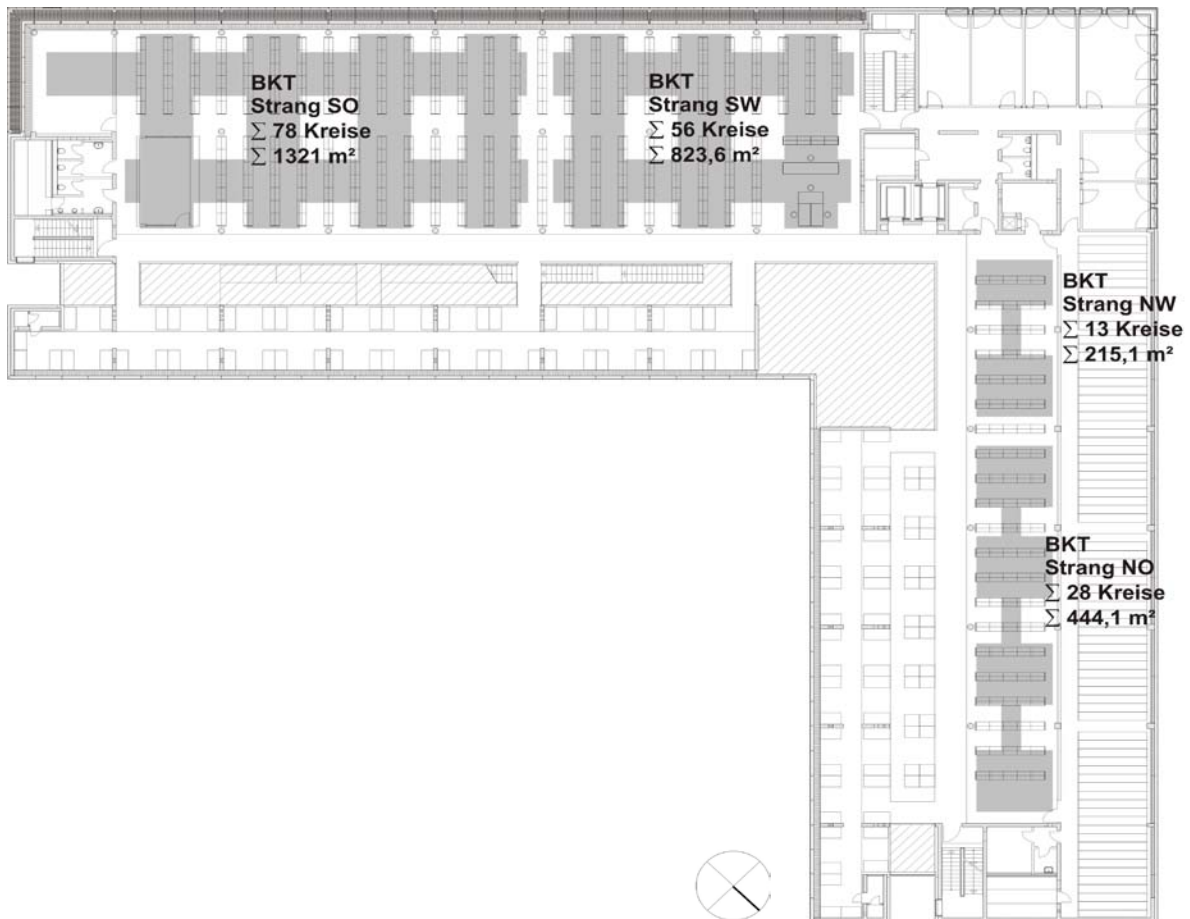 BKT
Strang SO
∑ 78 Kreise
∑ 1321 m²
BKT
Strang SW
∑ 56 Kreise
∑ 823,6 m²
BKT
Strang NW
∑ 13 Kreise
∑ 215,1 m²
BKT
Strang NO
∑ 28 Kreise
∑ 444,1 m²